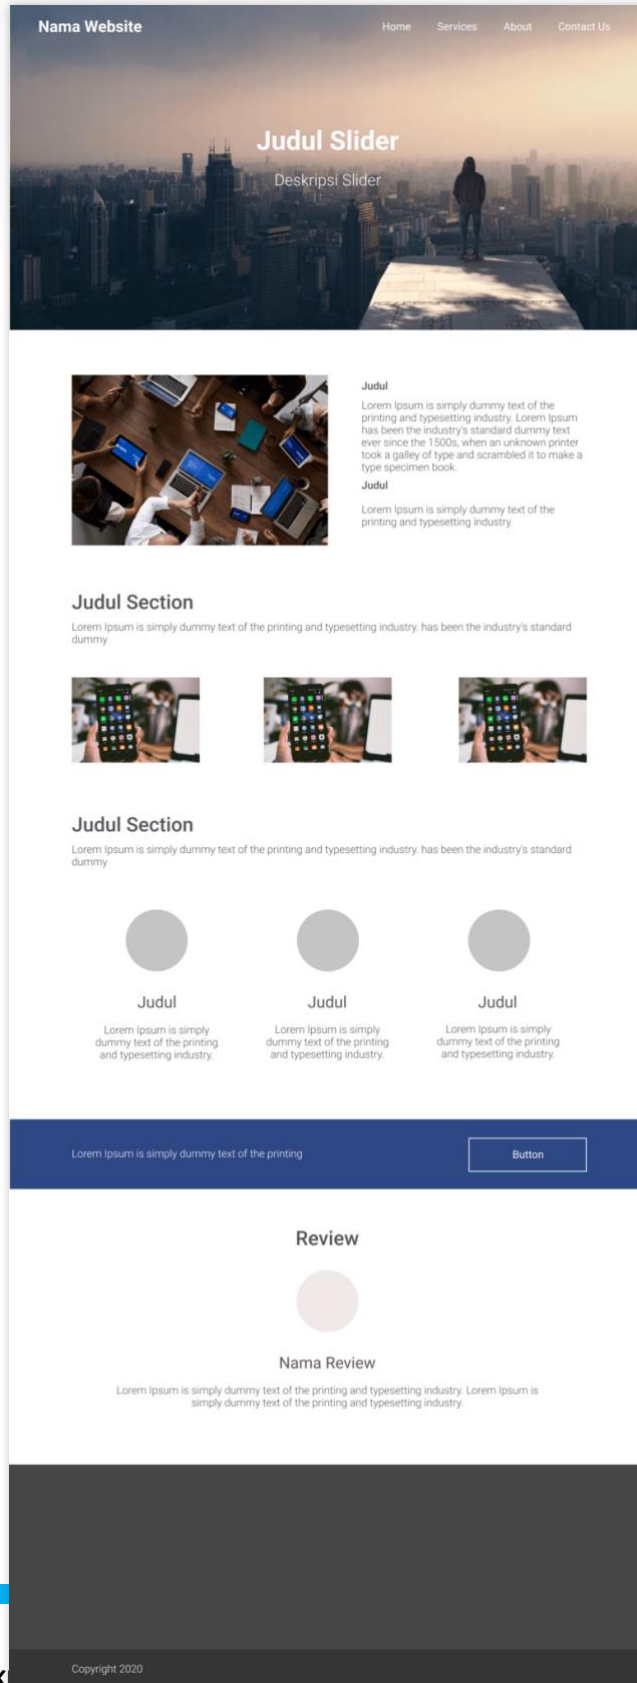 Nama Website
Home Services About Contact Us
Judul Slider
Deskripsi Slider
Judul
Lorem Ipsum is simply dummy text of the
printing and typesetting industry. Lorem Ipsum
has been the industry's standard dummy text
ever since the 1500s, when an unknown printer
took a galley of type and scrambled it to make a
type specimen book.
Judul
Lorem Ipsum is simply dummy text of the
printing and typesetting industry.
Judul Section
Lorem Ipsum is simply dummy text of the printing and typesetting industry. has been the industry's standard
dummy
Judul Section
Lorem Ipsum is simply dummy text of the printing and typesetting industry. has been the industry's standard
dummy
Judul
Lorem Ipsum is simply
dummy text of the printing
and typesetting industry.
Judul
Lorem Ipsum is simply
dummy text of the printing
and typesetting industry.
Judul
Lorem Ipsum is simply
dummy text of the printing
and typesetting industry.
Lorem Ipsum is simply dummy text of the printing
Button
Review
Nama Review
Lorem Ipsum is simply dummy text of the printing and typesetting industry. Lorem Ipsum is
simply dummy text of the printing and typesetting industry.
Copyright 2020